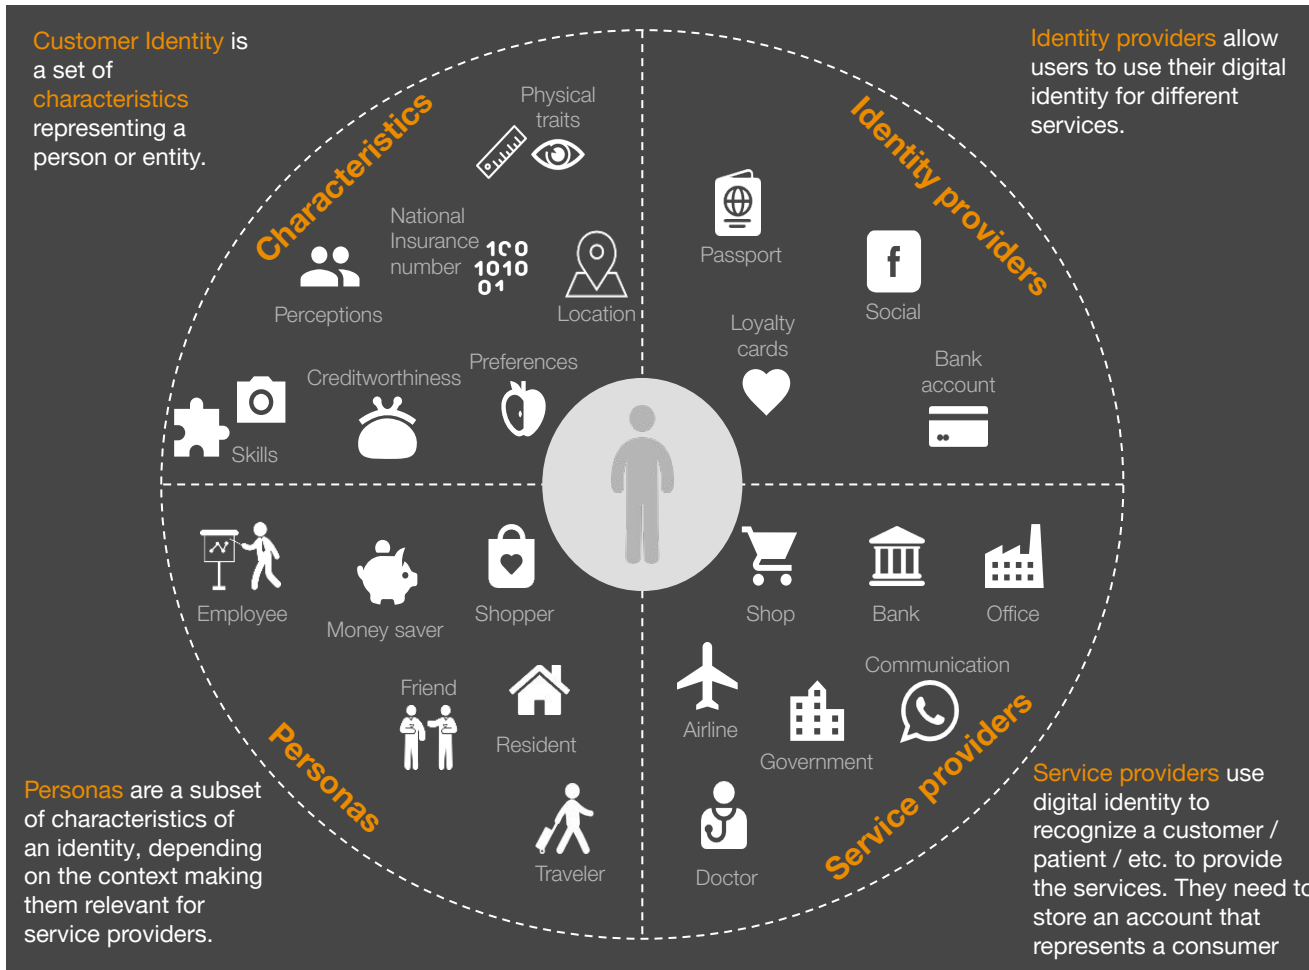 Customer Identity is
a set of
characteristics
representing a
person or entity.
Identity providers allow
users to use their digital
identity for different
services.
Characteristics
Physical
traits
National
Insurance
number
100
1010
01
Perceptions
Location
Creditworthiness
Preferences
Skills
Identity providers
Passport
f
Social
Loyalty
cards
Bank
account
Employee
Money saver
Shopper
Friend
Resident
Traveler
Personas
Shop
Bank
Office
Airline
Government
Communication
Doctor
Service providers
Personas are a subset
of characteristics of
an identity, depending
on the context making
them relevant for
service providers.
Service providers use
digital identity to
recognize a customer /
patient / etc. to provide
the services. They need to
store an account that
represents a consumer